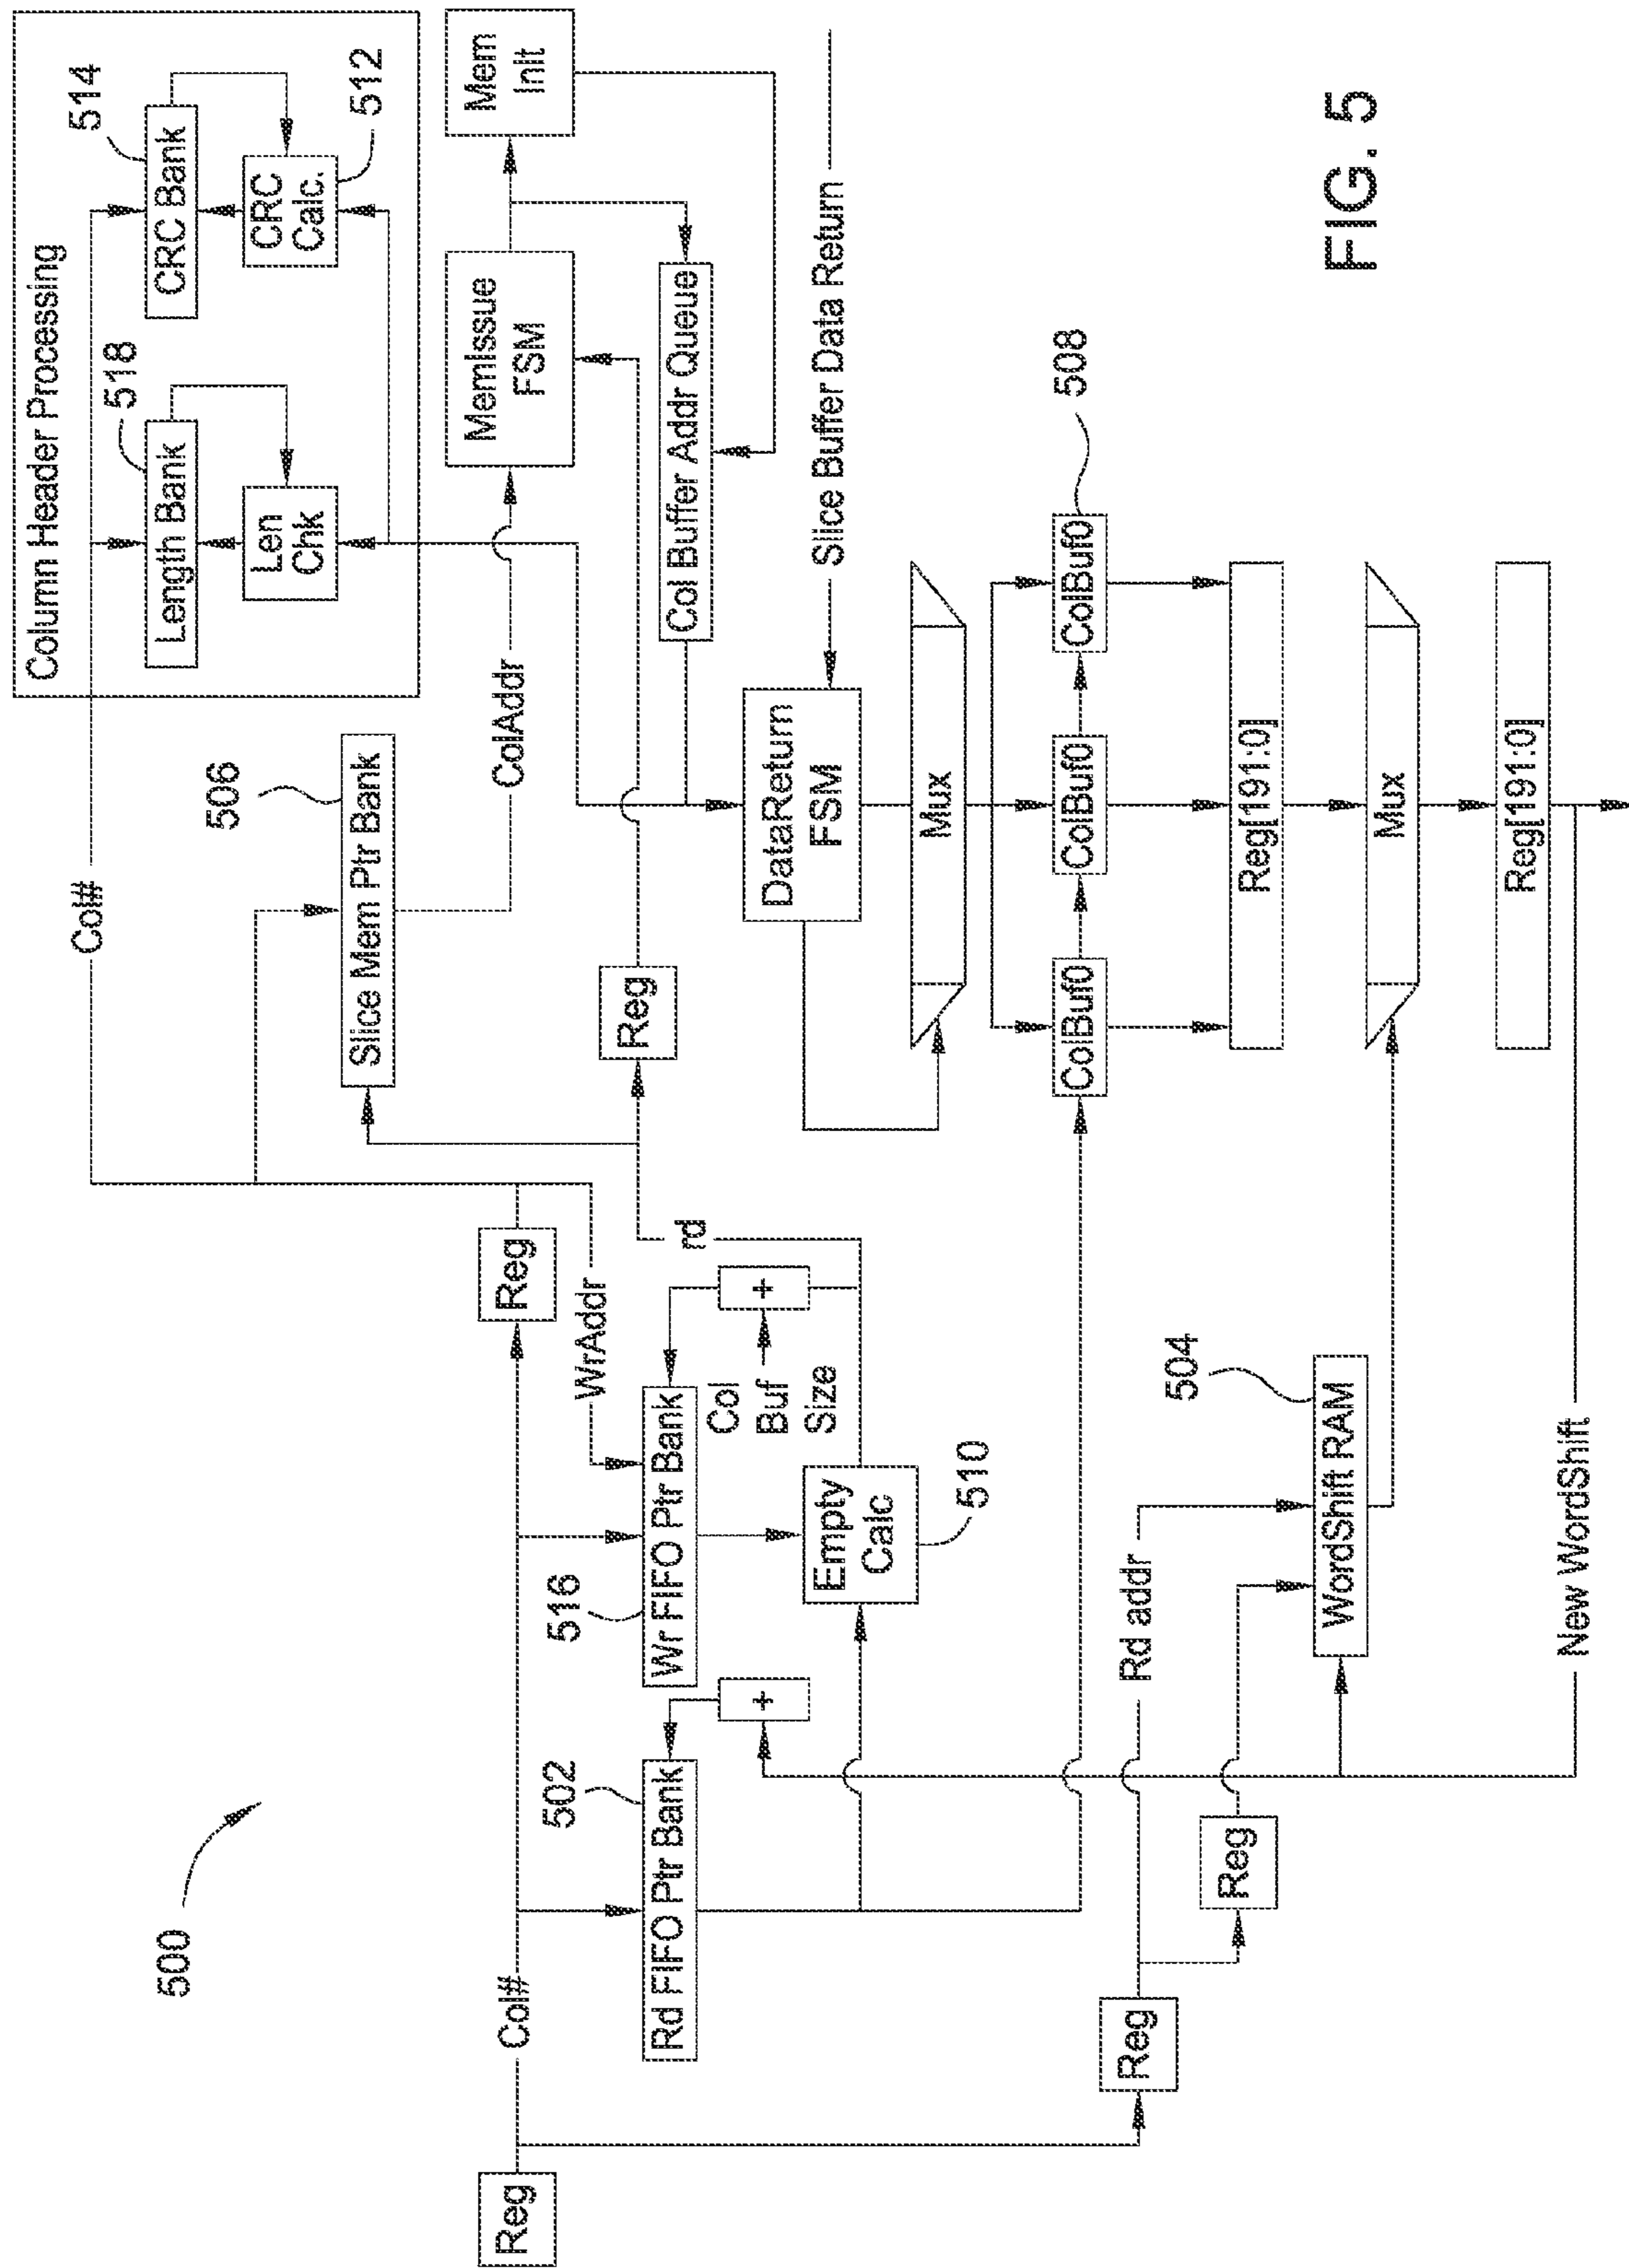 500
Reg
Col#
502
Rd FIFO Ptr Bank
+
516
Wr FIFO Ptr Bank
WrAddr
Reg
Col
Buf
Size
+
Empty
Calc
510
rd
Col#
506
Slice Mem Ptr Bank
ColAddr
Reg
Column Header Processing
518
Length Bank
Len
Chk
514
CRC Bank
CRC
Calc.
512
MemIssue
FSM
Mem
Init
Col Buffer Addr Queue
Slice Buffer Data Return
DataReturn
FSM
Mux
ColBuf0
ColBuf0
ColBuf0
508
Reg[191:0]
Mux
Reg[191:0]
Reg
Rd addr
Reg
504
WordShift RAM
New WordShift
FIG. 5